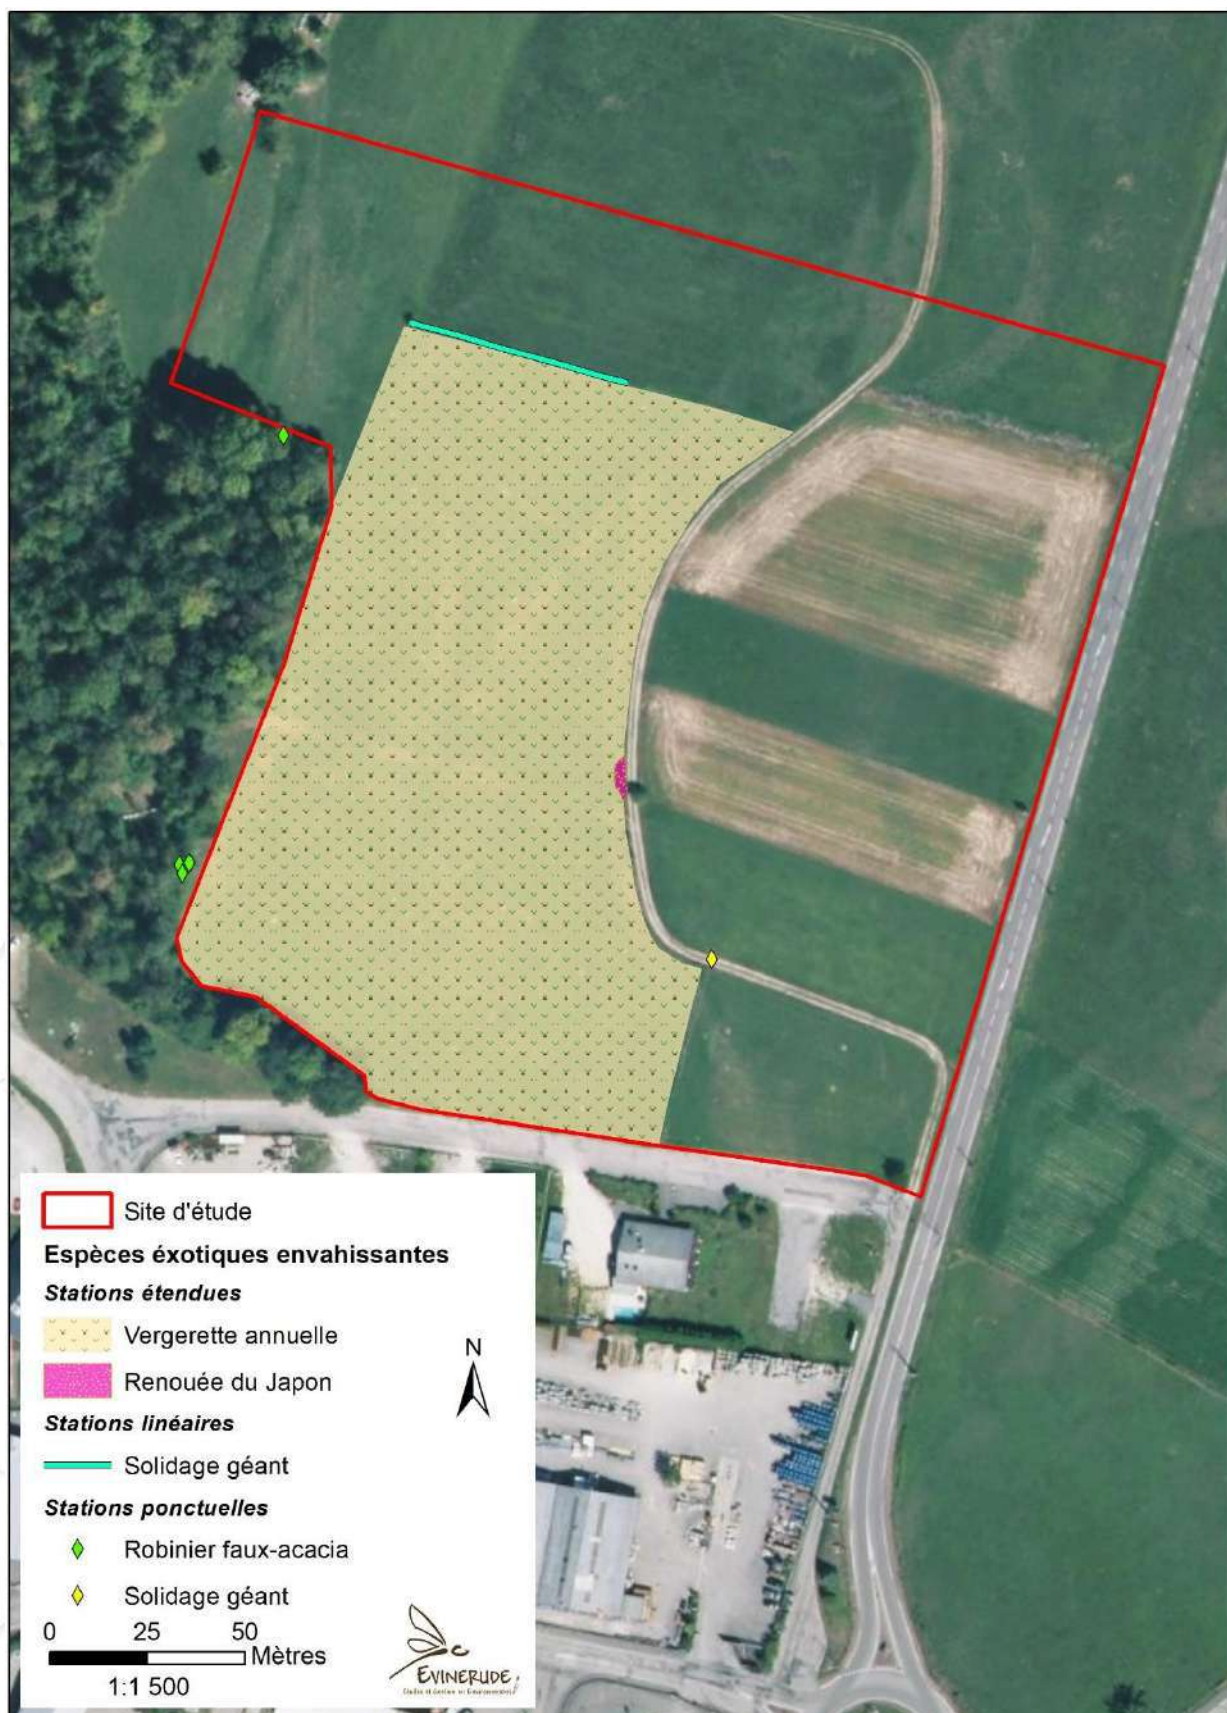 Site d'étude
Espèces éxotiques envahissantes
Stations étendues
Vergerette annuelle
Renouée du Japon
N
Stations linéaires
Solidage géant
Stations ponctuelles
Robinier faux-acacia
Solidage géant
0 25 50
Mètres
1:1 500
EVINERUDE